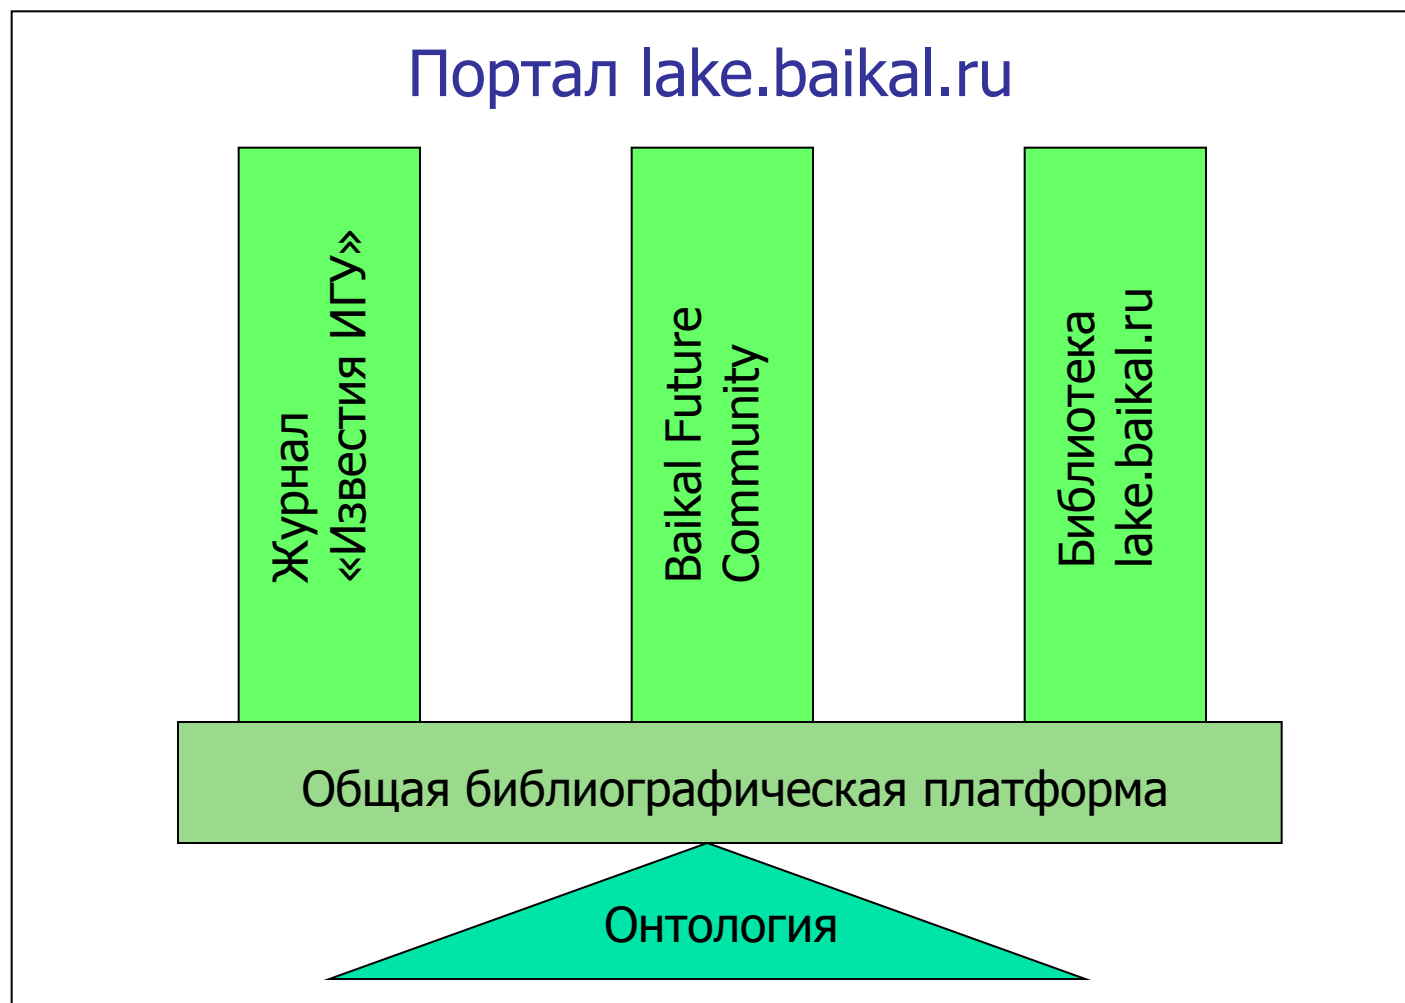 Портал lake.baikal.ru
Журнал
«Известия ИГУ»
Baikal Future
Community
Библиотека
lake.baikal.ru
Общая библиографическая платформа
Онтология